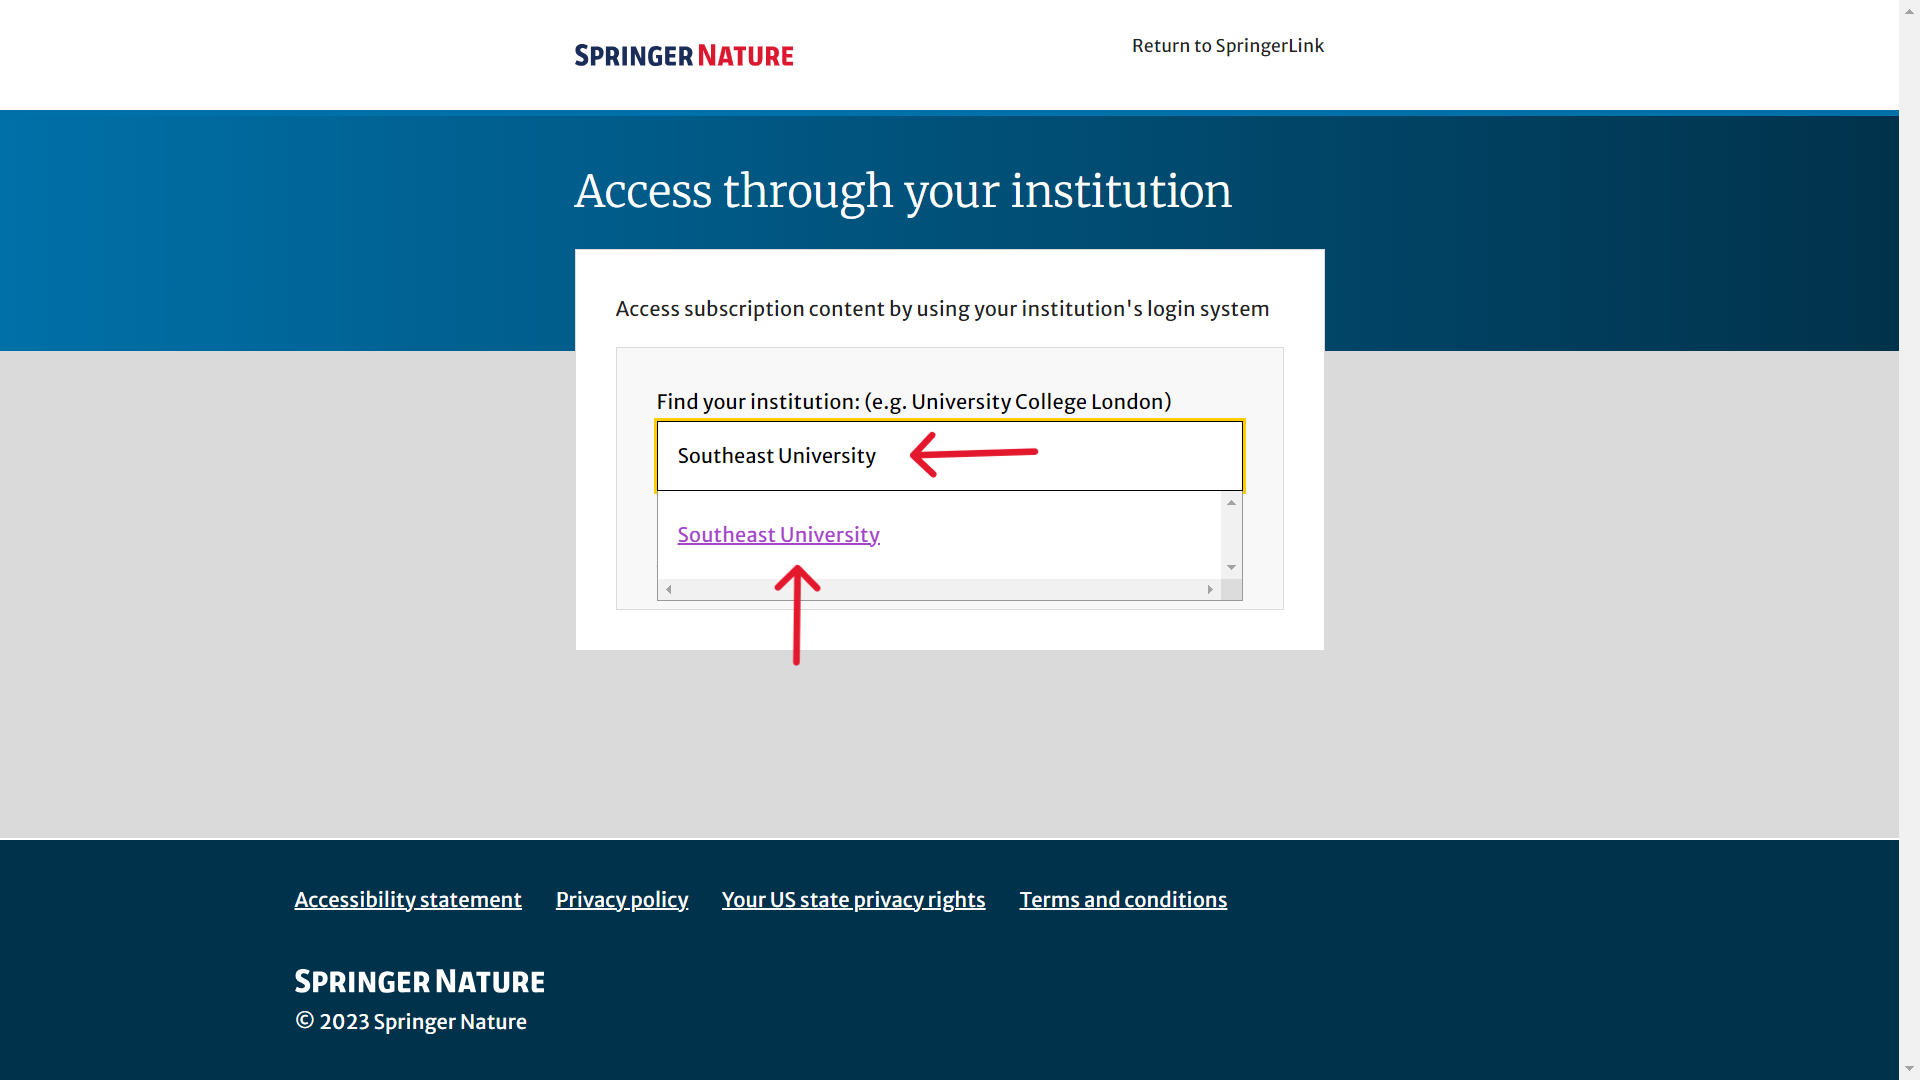 SPRINGER NATURE
Return to SpringerLink
Access through your institution
Access subscription content by using your institution's login system
Find your institution: (e.g. University College London)
Southeast University
Southeast University
Accessibility statement Privacy policy Your US state privacy rights Terms and conditions
SPRINGER NATURE
© 2023 Springer Nature